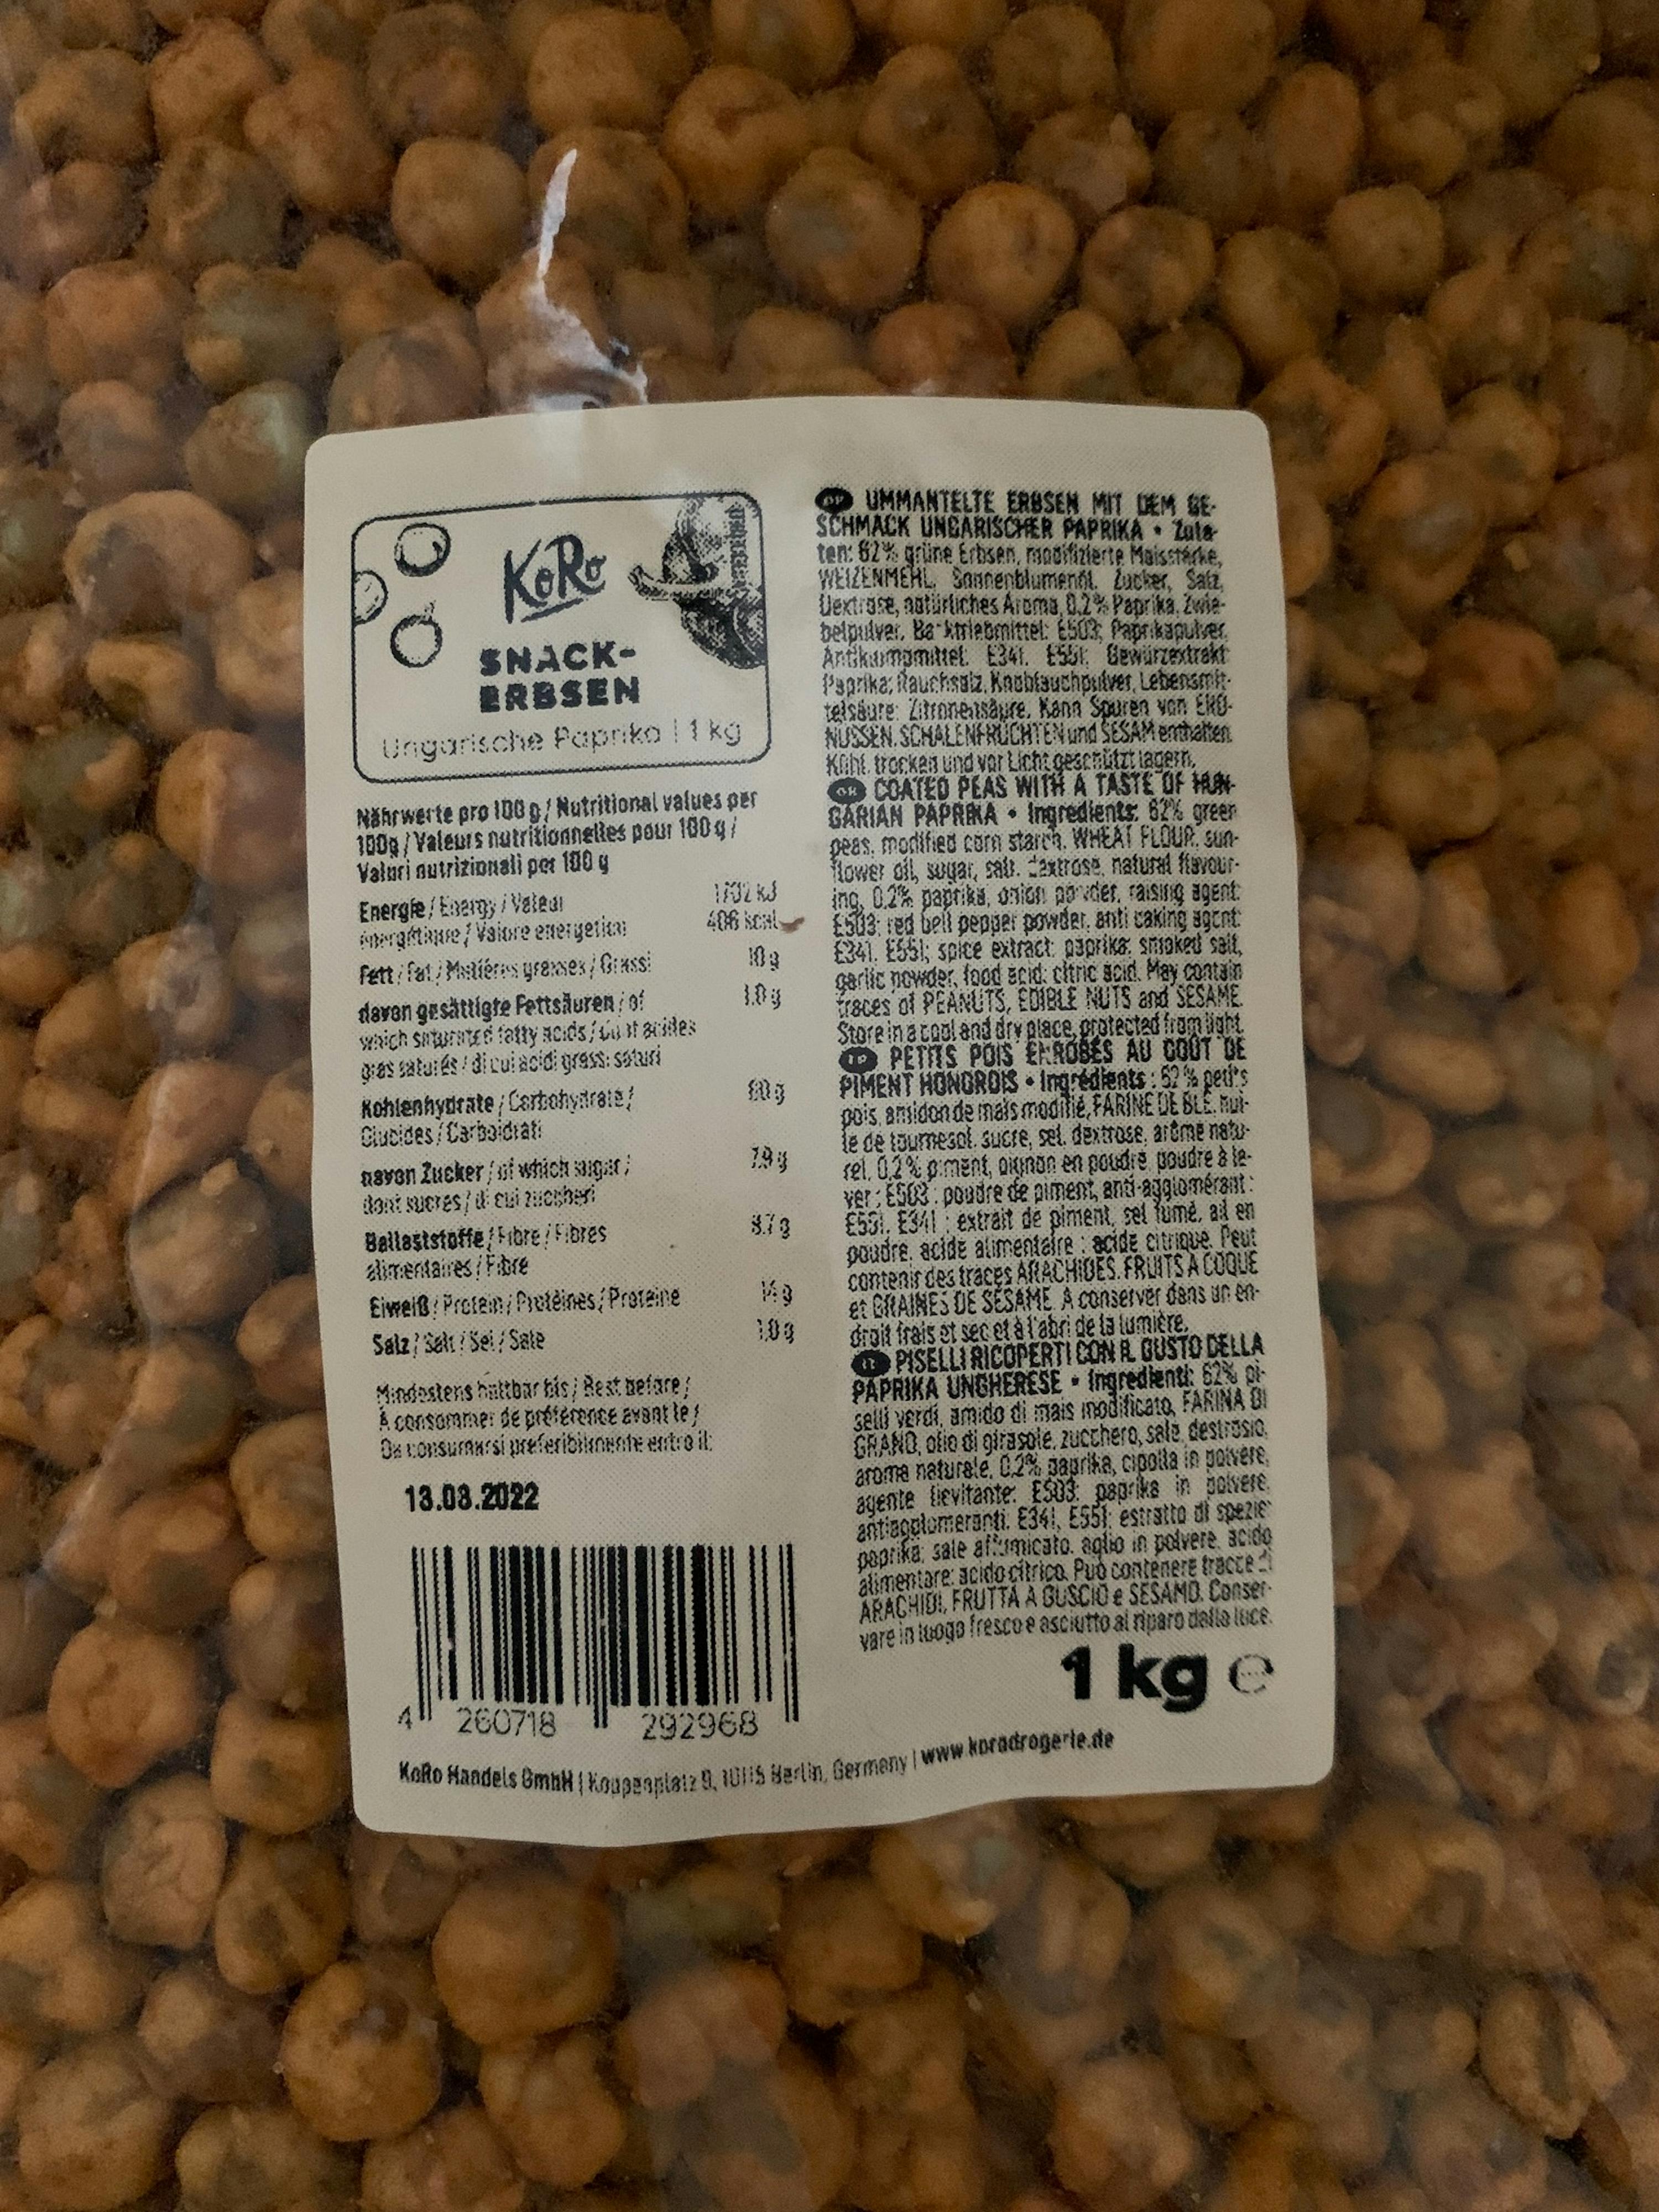 KoRo
SNACK-
ERBSEN
Ungarische Paprika | 1 kg
Nährwerte pro 100 g / Nutritional values per
100g / Valeurs nutritionnelles pour 100 g /
Valori nutrizionali per 100 g
Energie / Energy / Valeur
énergétique / Valore energetico
1702 kJ
406 kcal
Fett / Fat / Matières grasses / Grassi
10 g
davon gesättigte Fettsäuren / of
which saturated fatty acids / dont acides
gras saturés / di cui acidi grassi saturi
1.0 g
Kohlenhydrate / Carbohydrate /
Glucides / Carboidrati
60 g
davon Zucker / of which sugar /
dont sucres / di cui zuccheri
7.9 g
Ballaststoffe / Fibre / Fibres
alimentaires / Fibre
8.7 g
Eiweiß / Protein / Protéines / Proteine
14 g
Salz / Salt / Sel / Sale
Mindestens haltbar bis / Best before /
À consommer de préférence avant le /
Da consumarsi preferibilmente entro il:
13.03.2022
4 260718 292968
UMMANTELTE ERBSEN MIT DEM GE-
SCHMACK UNGARISCHER PAPRIKA • Zuta-
ten: 62% grüne Erbsen, modifizierte Maisstärke,
WEIZENMEHL, Sonnenblumenöl, Zucker, Salz,
Dextrose, natürliches Aroma, 0,2% Paprika, Zwie-
belpulver, Backtriebmittel: E503; Paprikapulver,
Antiklumpmittel: E341, E551; Gewürzextrakt
Paprika; Rauchsalz, Knoblauchpulver, Lebensmit-
telsäure: Zitronensäure. Kann Spuren von ERD-
NÜSSEN, SCHALENFRÜCHTEN und SESAM enthalten.
Kühl, trocken und vor Licht geschützt lagern.
COATED PEAS WITH A TASTE OF HUN-
GARIAN PAPRIKA • Ingredients: 62% green
peas, modified corn starch, WHEAT FLOUR, sun-
flower oil, sugar, salt, dextrose, natural flavour-
ing, 0,2% paprika, onion powder, raising agent:
E503; red bell pepper powder, anti caking agent:
E341, E551; spice extract: paprika; smoked salt,
garlic powder, food acid: citric acid. May contain
traces of PEANUTS, EDIBLE NUTS and SESAME.
Store in a cool and dry place, protected from light.
PETITS POIS ENROBÉS AU GOÛT DE
PIMENT HONGROIS • Ingrédients : 62 % petits
pois, amidon de maïs modifié, FARINE DE BLÉ, hui-
le de tournesol, sucre, sel, dextrose, arôme natu-
rel, 0,2 % piment, oignon en poudre, poudre à le-
ver : E503 ; poudre de piment, anti-agglomérant :
E551, E341 ; extrait de piment, sel fumé, ail en
poudre, acide alimentaire : acide citrique. Peut
contenir des traces ARACHIDES, FRUITS À COQUE
et GRAINES DE SÉSAME. A conserver dans un en-
droit frais et sec et à l'abri de la lumière.
IT PISELLI RICOPERTI CON IL GUSTO DELLA
PAPRIKA UNGHERESE • Ingredienti: 62% pi-
selli verdi, amido di mais modificato, FARINA DI
GRANO, olio di girasole, zucchero, sale, destrosio,
aroma naturale, 0.2% paprika, cipolla in polvere,
agente lievitante: E503; paprika in polvere,
antiagglomeranti: E341, E551; estratto di spezie
paprika; sale affumicato, aglio in polvere, acido
alimentare: acido citrico. Può contenere tracce di
ARACHIDI, FRUTTA A GUSCIO e SESAMO. Conser-
vare in luogo fresco e asciutto al riparo dalla luce.
1 kg e
KoRo Handels GmbH | Koppenplatz 9, 10115 Berlin, Germany | www.korodrogerie.de